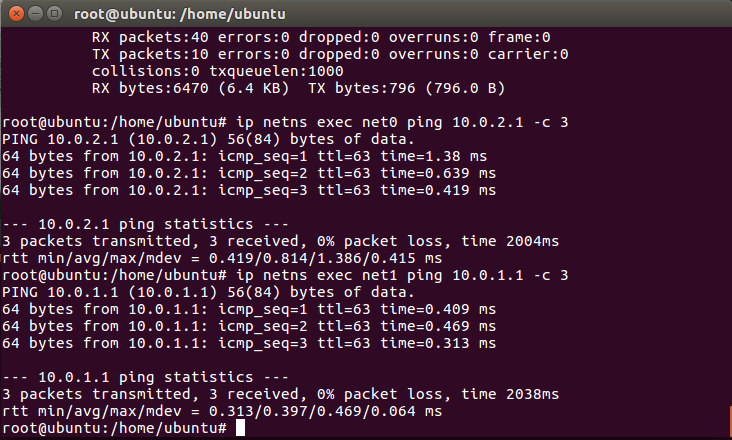 root@ubuntu: /home/ubuntu
RX packets:40 errors:0 dropped:0 overruns:0 frame:0
TX packets:10 errors:0 dropped:0 overruns:0 carrier:0
collisions:0 txqueuelen:1000
RX bytes:6470 (6.4 KB)  TX bytes:796 (796.0 B)
root@ubuntu:/home/ubuntu# ip netns exec net0 ping 10.0.2.1 -c 3
PING 10.0.2.1 (10.0.2.1) 56(84) bytes of data.
64 bytes from 10.0.2.1: icmp_seq=1 ttl=63 time=1.38 ms
64 bytes from 10.0.2.1: icmp_seq=2 ttl=63 time=0.639 ms
64 bytes from 10.0.2.1: icmp_seq=3 ttl=63 time=0.419 ms
--- 10.0.2.1 ping statistics ---
3 packets transmitted, 3 received, 0% packet loss, time 2004ms
rtt min/avg/max/mdev = 0.419/0.814/1.386/0.415 ms
root@ubuntu:/home/ubuntu# ip netns exec net1 ping 10.0.1.1 -c 3
PING 10.0.1.1 (10.0.1.1) 56(84) bytes of data.
64 bytes from 10.0.1.1: icmp_seq=1 ttl=63 time=0.409 ms
64 bytes from 10.0.1.1: icmp_seq=2 ttl=63 time=0.469 ms
64 bytes from 10.0.1.1: icmp_seq=3 ttl=63 time=0.313 ms
--- 10.0.1.1 ping statistics ---
3 packets transmitted, 3 received, 0% packet loss, time 2038ms
rtt min/avg/max/mdev = 0.313/0.397/0.469/0.064 ms
root@ubuntu:/home/ubuntu#